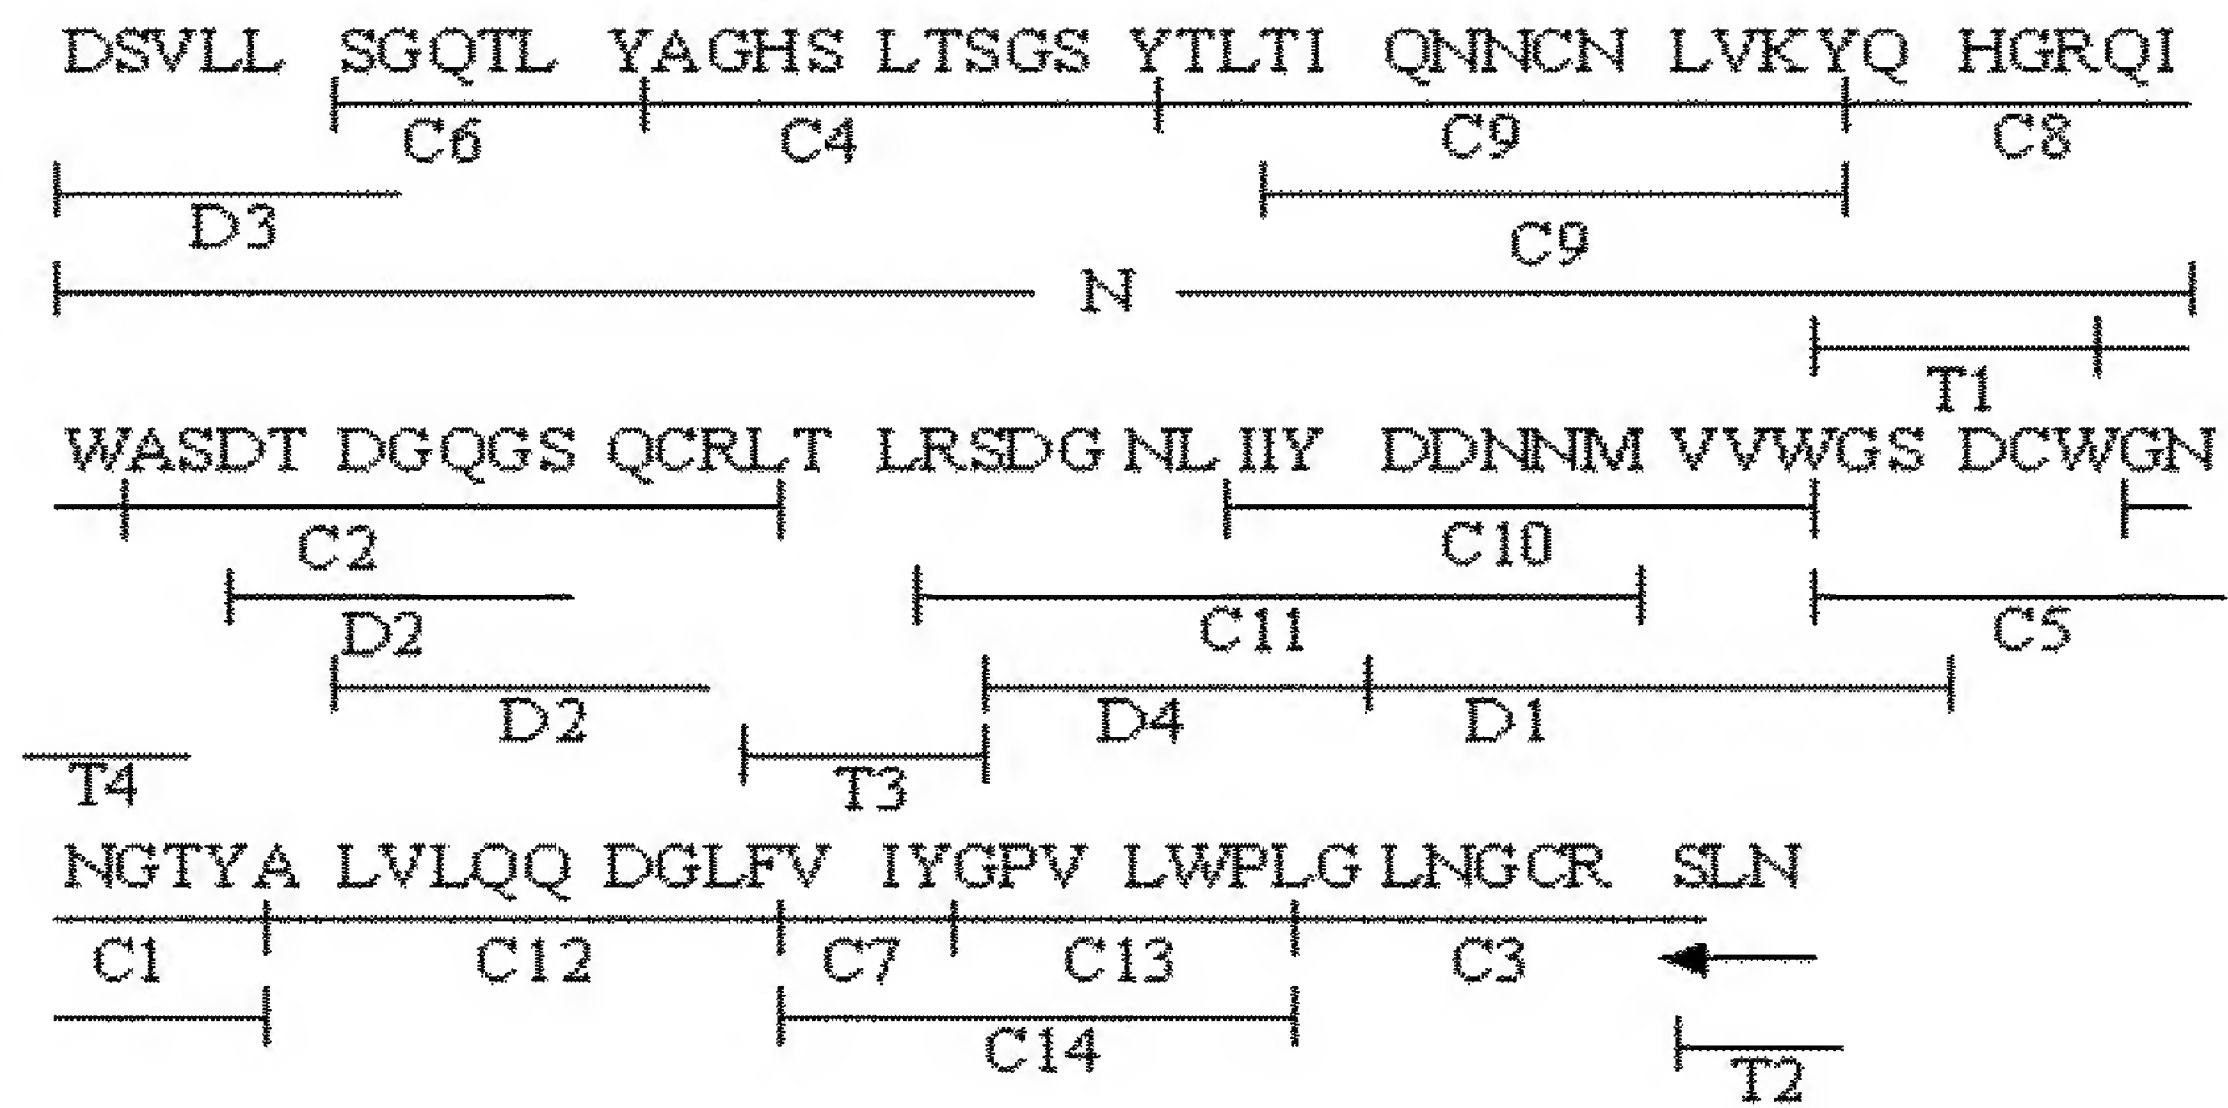 DSVLL SGQTL YAGHS LTSGS YTLTI QNNCN LVKYQ HGRQI
C6 C4 C9 C8
D3 C9
N
T1
WASDT DGQGS QCRLT LRSDG NLIIY DDNNM VVWGS DCWGN
C2 C10
D2 C11 C5
D2 D4 D1
T4 T3
NGTYA LVLQQ DGLFV IYGPV LWPLG LNGCR SLN
C1 C12 C7 C13 C3
C14
T2